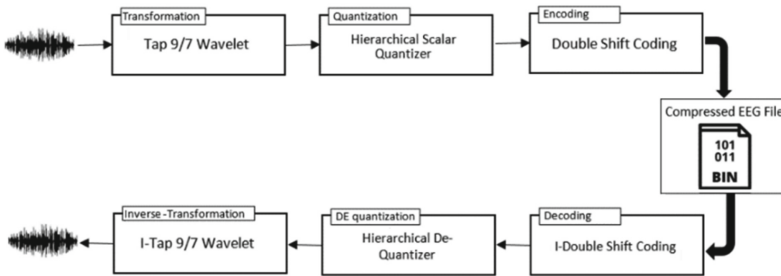 Transformation
Tap 9/7 Wavelet
Quantization
Hierarchical Scalar
Quantizer
Encoding
Double Shift Coding
Compressed EEG File
101
011
BIN
Inverse-Transformation
I-Tap 9/7 Wavelet
DE quantization
Hierarchical De-
Quantizer
Decoding
I-Double Shift Coding